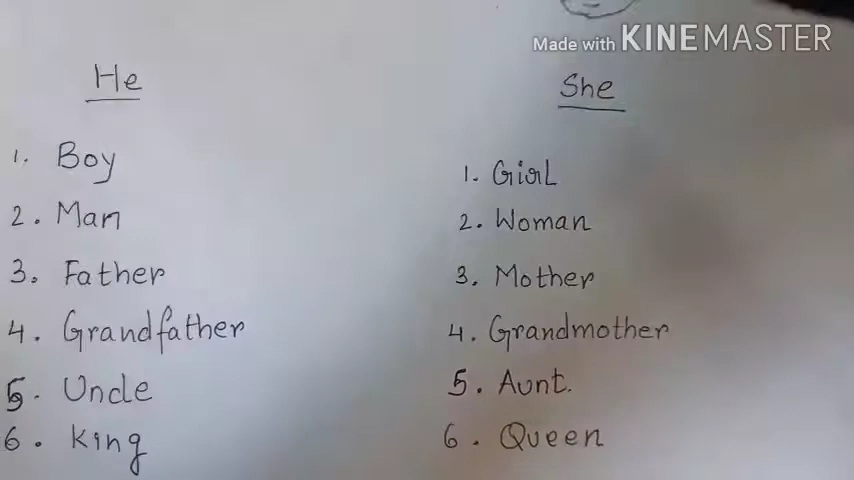 Made with KINEMASTER
He
1. Boy
2. Man
3. Father
4. Grandfather
5. Uncle
6. King
She
1. Girl
2. Woman
3. Mother
4. Grandmother
5. Aunt.
6. Queen